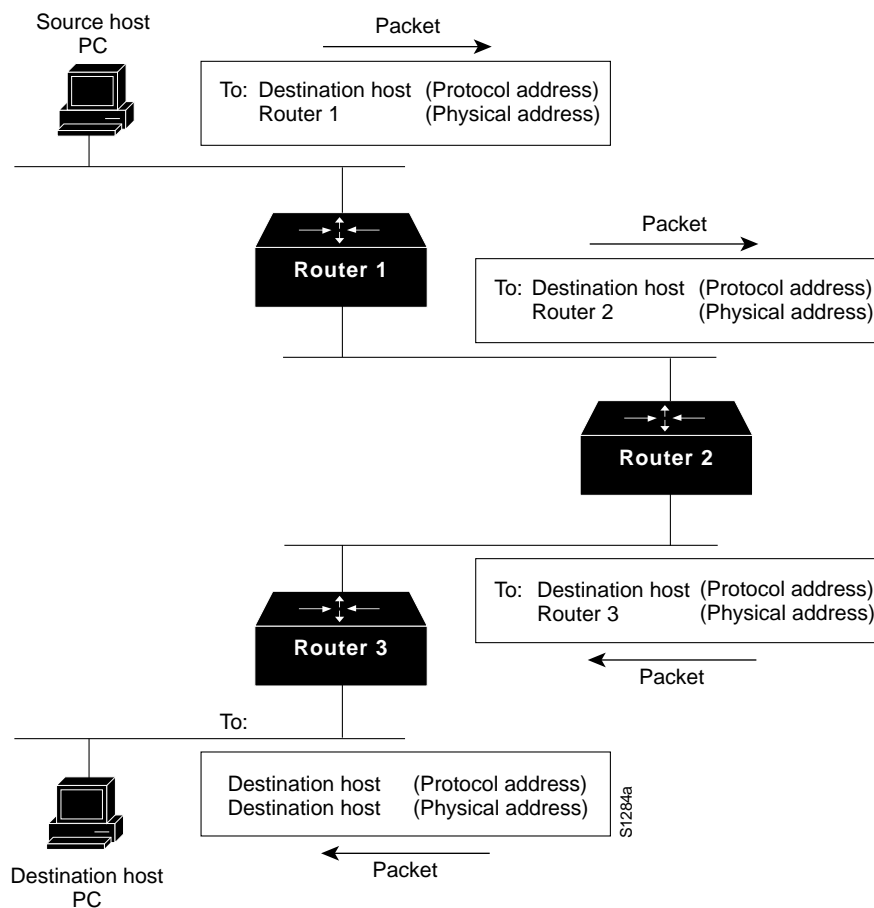 Source host
PC
Packet
To: Destination host (Protocol address)
Router 1 (Physical address)
Router 1
Packet
To: Destination host (Protocol address)
Router 2 (Physical address)
Router 2
To: Destination host (Protocol address)
Router 3 (Physical address)
Packet
Router 3
To:
Destination host (Protocol address)
Destination host (Physical address)
S1284a
Packet
Destination host
PC